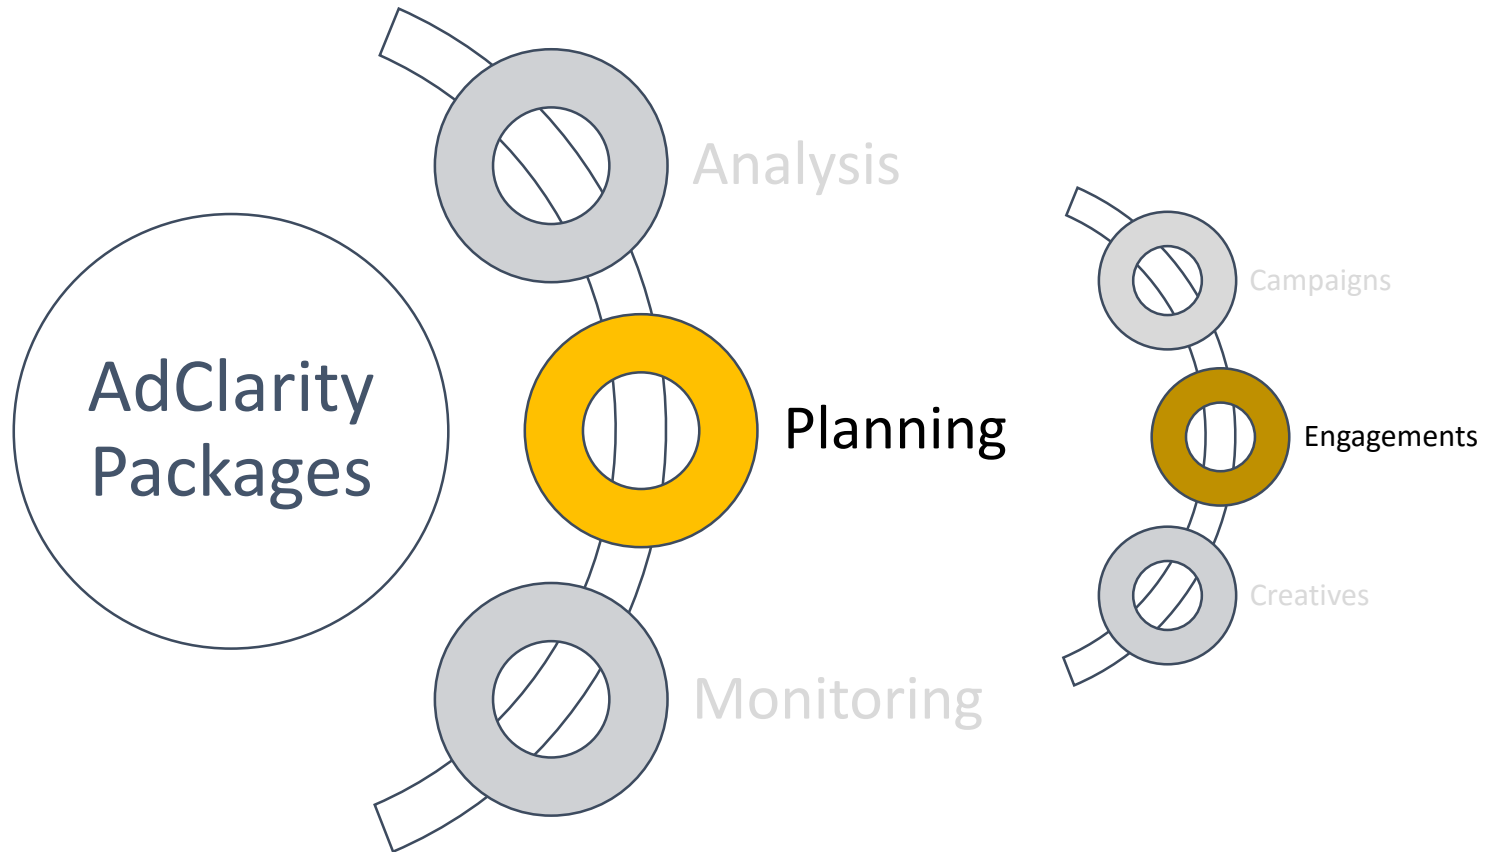 AdClarity
Packages
Analysis
Planning
Monitoring
Campaigns
Engagements
Creatives